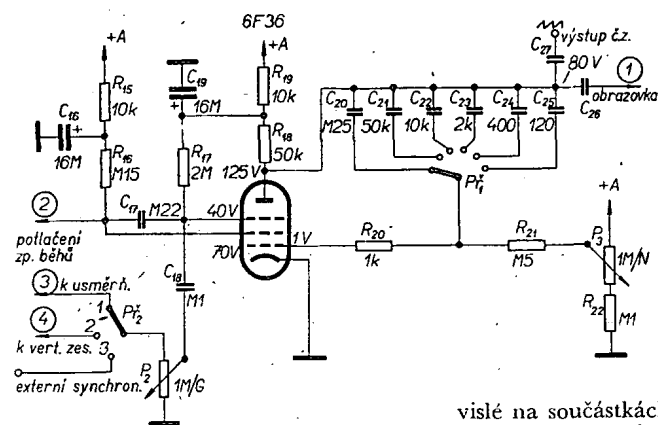 6F36
+A
+A
+A
R15
10k
C16
16M
R16
M15
C19
16M
R17
2M
R19
10k
R18
50k
125V
C20
M25
C21
50k
C22
10k
C23
2k
C24
400
C25
120
C27
výstup č.z.
80 V
C26
1
obrazovka
Př1
2
potlačení
zp. běhů
C17
M22
40V
70V
1V
C18
M1
R20
1k
R21
M5
P3
1M/N
R22
M1
3
k usměrň.
4
k vert. zes.
1
2
3
Př2
externí synchron.
P2
1M/G
vislé na součástkác